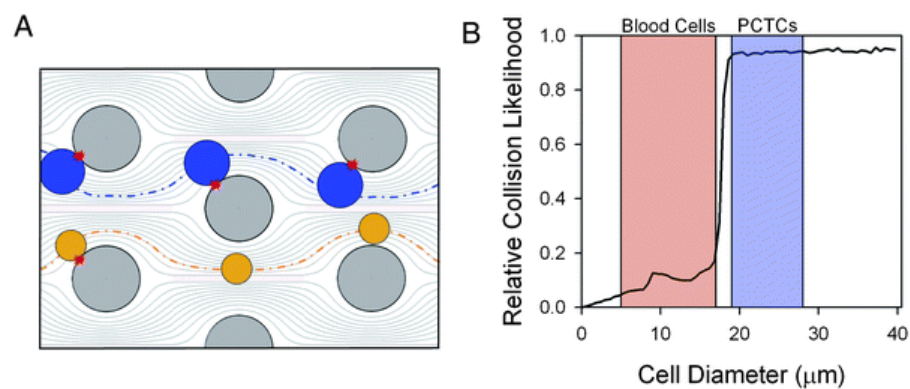 A
B
Blood Cells
PCTCs
Relative Collision Likelihood
1.0
0.8
0.6
0.4
0.2
0.0
0
10
20
30
40
Cell Diameter (μm)